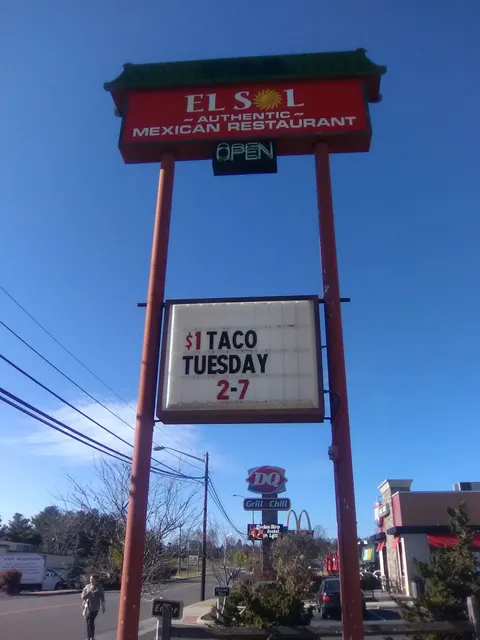 EL SOL
~ AUTHENTIC ~
MEXICAN RESTAURANT
OPEN
$1 TACO
TUESDAY
2-7
DQ
Grill & Chill